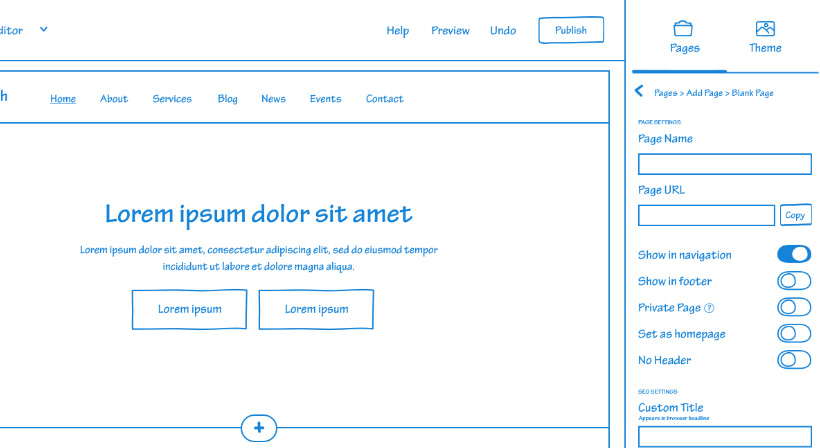 ditor
Help Preview Undo Publish
h Home About Services Blog News Events Contact
Lorem ipsum dolor sit amet
Lorem ipsum dolor sit amet, consectetur adipiscing elit, sed do eiusmod tempor
incididunt ut labore et dolore magna aliqua.
Lorem ipsum Lorem ipsum
+
Pages Theme
Pages > Add Page > Blank Page
PAGE SETTINGS
Page Name
Page URL
Copy
Show in navigation
Show in footer
Private Page ?
Set as homepage
No Header
SEO SETTINGS
Custom Title
Appears in browser headline